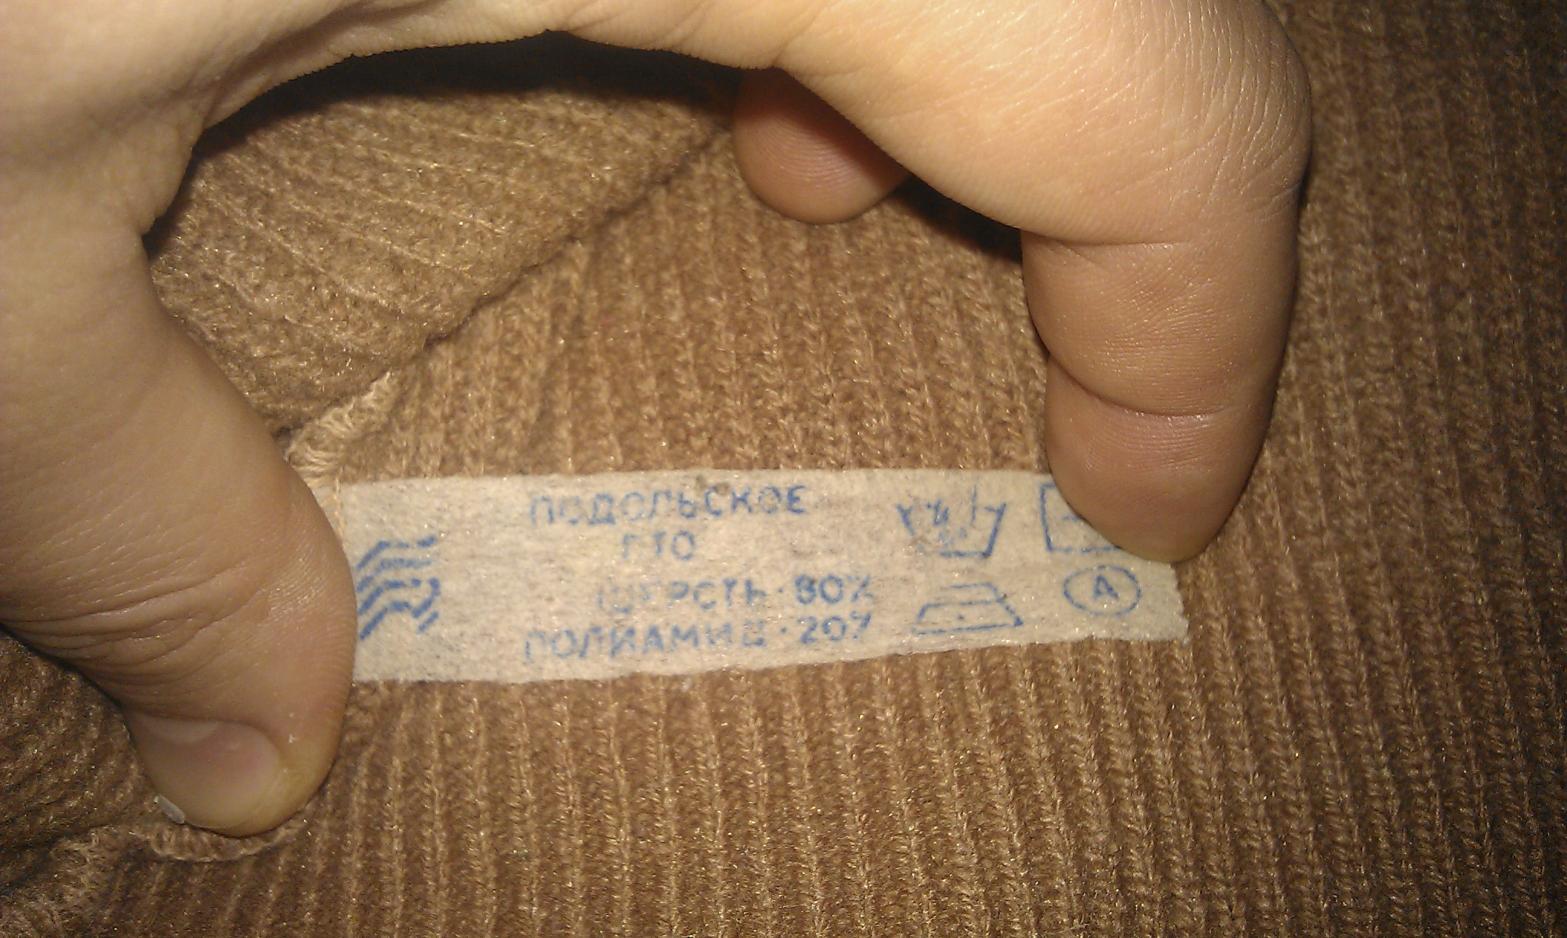 ПОДОЛЬСКОЕ
ПТО
ШЕРСТЬ·80%
ПОЛИАМИД·20%
А